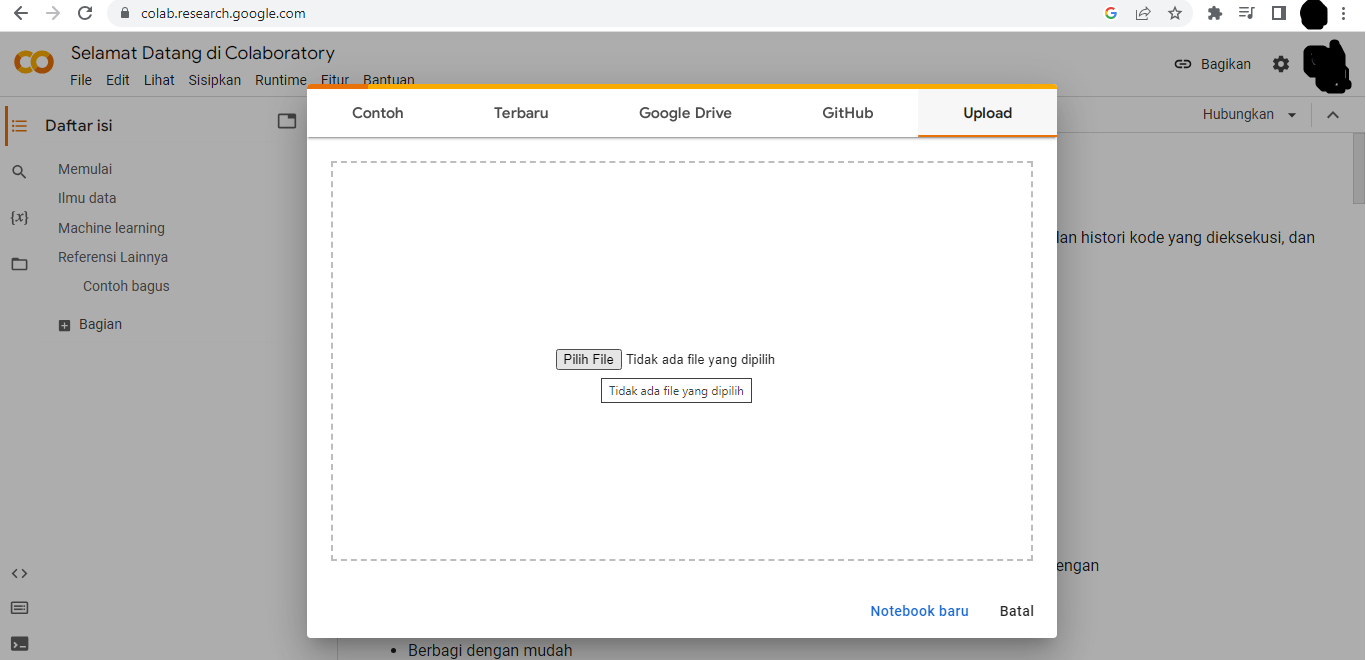 colab.research.google.com
Selamat Datang di Colaboratory
File Edit Lihat Sisipkan Runtime Fitur Bantuan
Bagikan
Contoh Terbaru Google Drive GitHub Upload
Hubungkan
Daftar isi
Memulai
Ilmu data
{x}
Machine learning
lan histori kode yang dieksekusi, dan
Referensi Lainnya
Contoh bagus
Bagian
Pilih File Tidak ada file yang dipilih
Tidak ada file yang dipilih
engan
Notebook baru Batal
• Berbagi dengan mudah